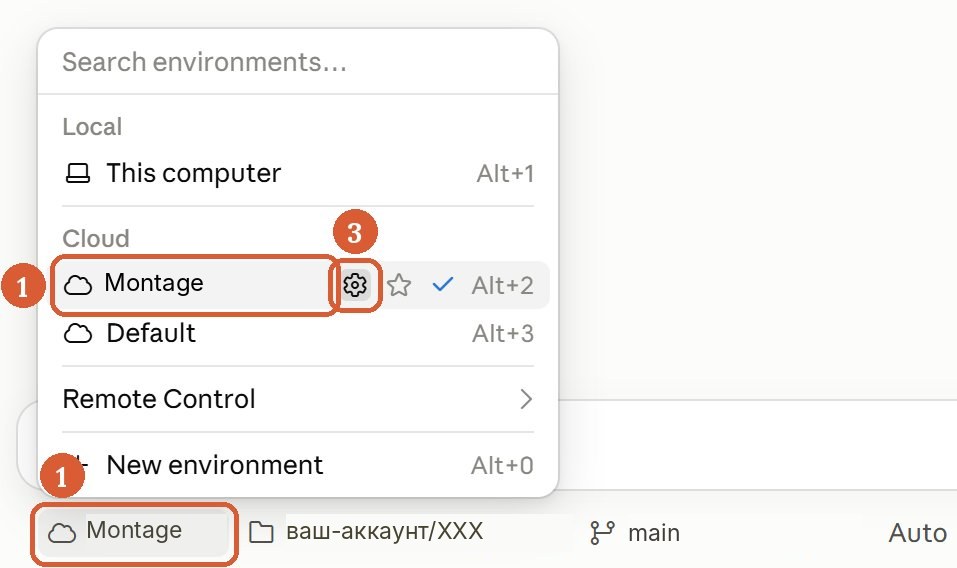 Search environments...
Local
This computer Alt+1
Cloud
3
1 Montage Alt+2
Default Alt+3
Remote Control
New environment Alt+0
1
Montage ваш-аккаунт/XXX main Auto